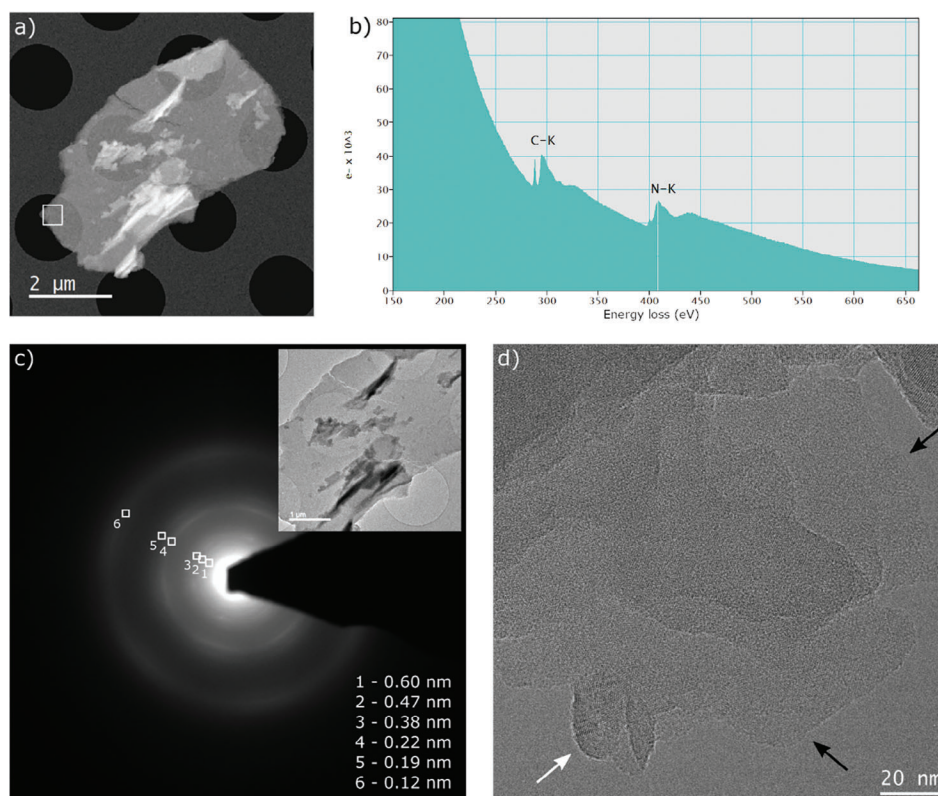 a)
2 µm
b)
80
70
60
50
40
30
20
10
0
e- x 10^3
C-K
N-K
150 200 250 300 350 400 450 500 550 600 650
Energy loss (eV)
c)
1 µm
6
5
4
3
2
1
1 - 0.60 nm
2 - 0.47 nm
3 - 0.38 nm
4 - 0.22 nm
5 - 0.19 nm
6 - 0.12 nm
d)
20 nm